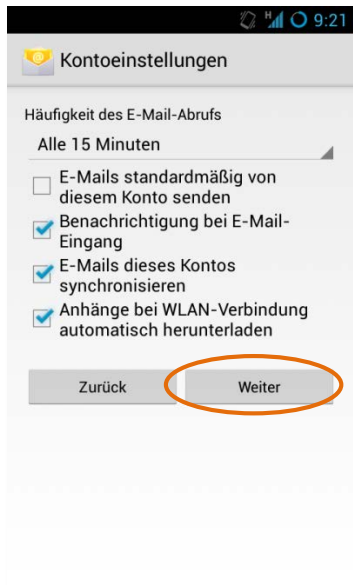 H 9:21
Kontoeinstellungen
Häufigkeit des E-Mail-Abrufs
Alle 15 Minuten
E-Mails standardmäßig von
diesem Konto senden
Benachrichtigung bei E-Mail-
Eingang
E-Mails dieses Kontos
synchronisieren
Anhänge bei WLAN-Verbindung
automatisch herunterladen
Zurück Weiter